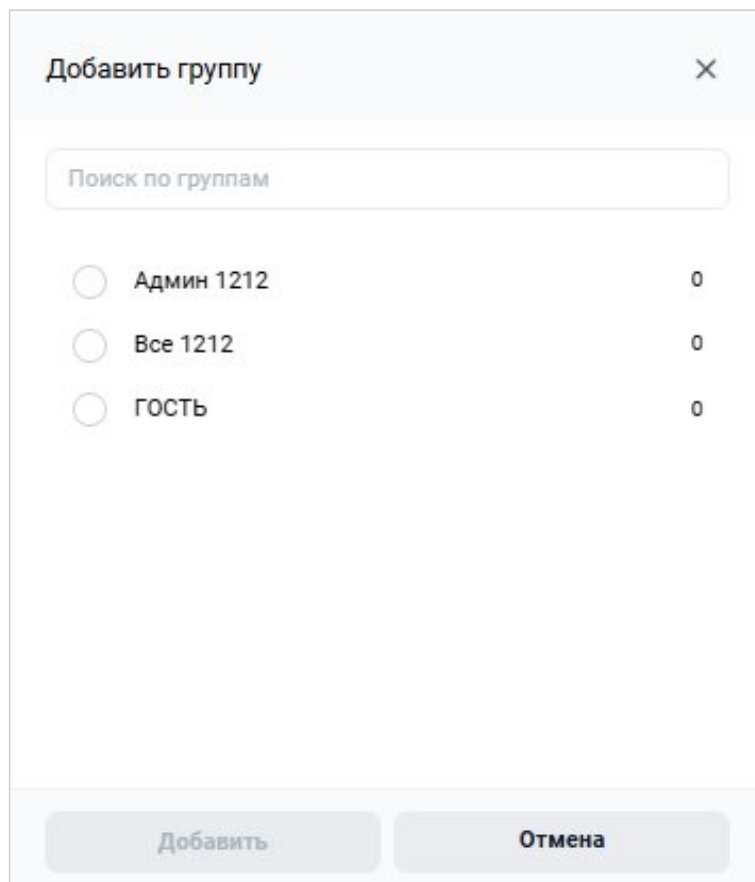 Добавить группу
Поиск по группам
Админ 1212 0
Все 1212 0
ГОСТЬ 0
Добавить Отмена